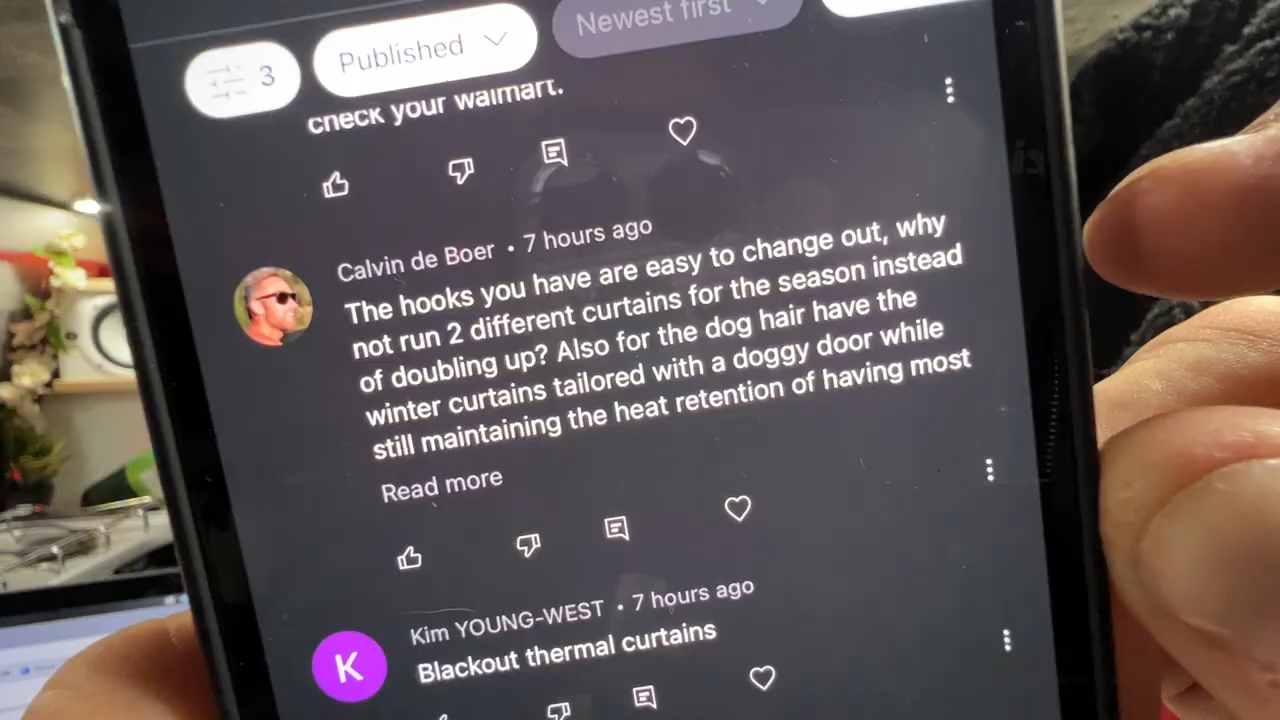 3
Published
Newest first
check your walmart.
Calvin de Boer • 7 hours ago
The hooks you have are easy to change out, why
not run 2 different curtains for the season instead
of doubling up? Also for the dog hair have the
winter curtains tailored with a doggy door while
still maintaining the heat retention of having most
Read more
Kim YOUNG-WEST • 7 hours ago
K
Blackout thermal curtains